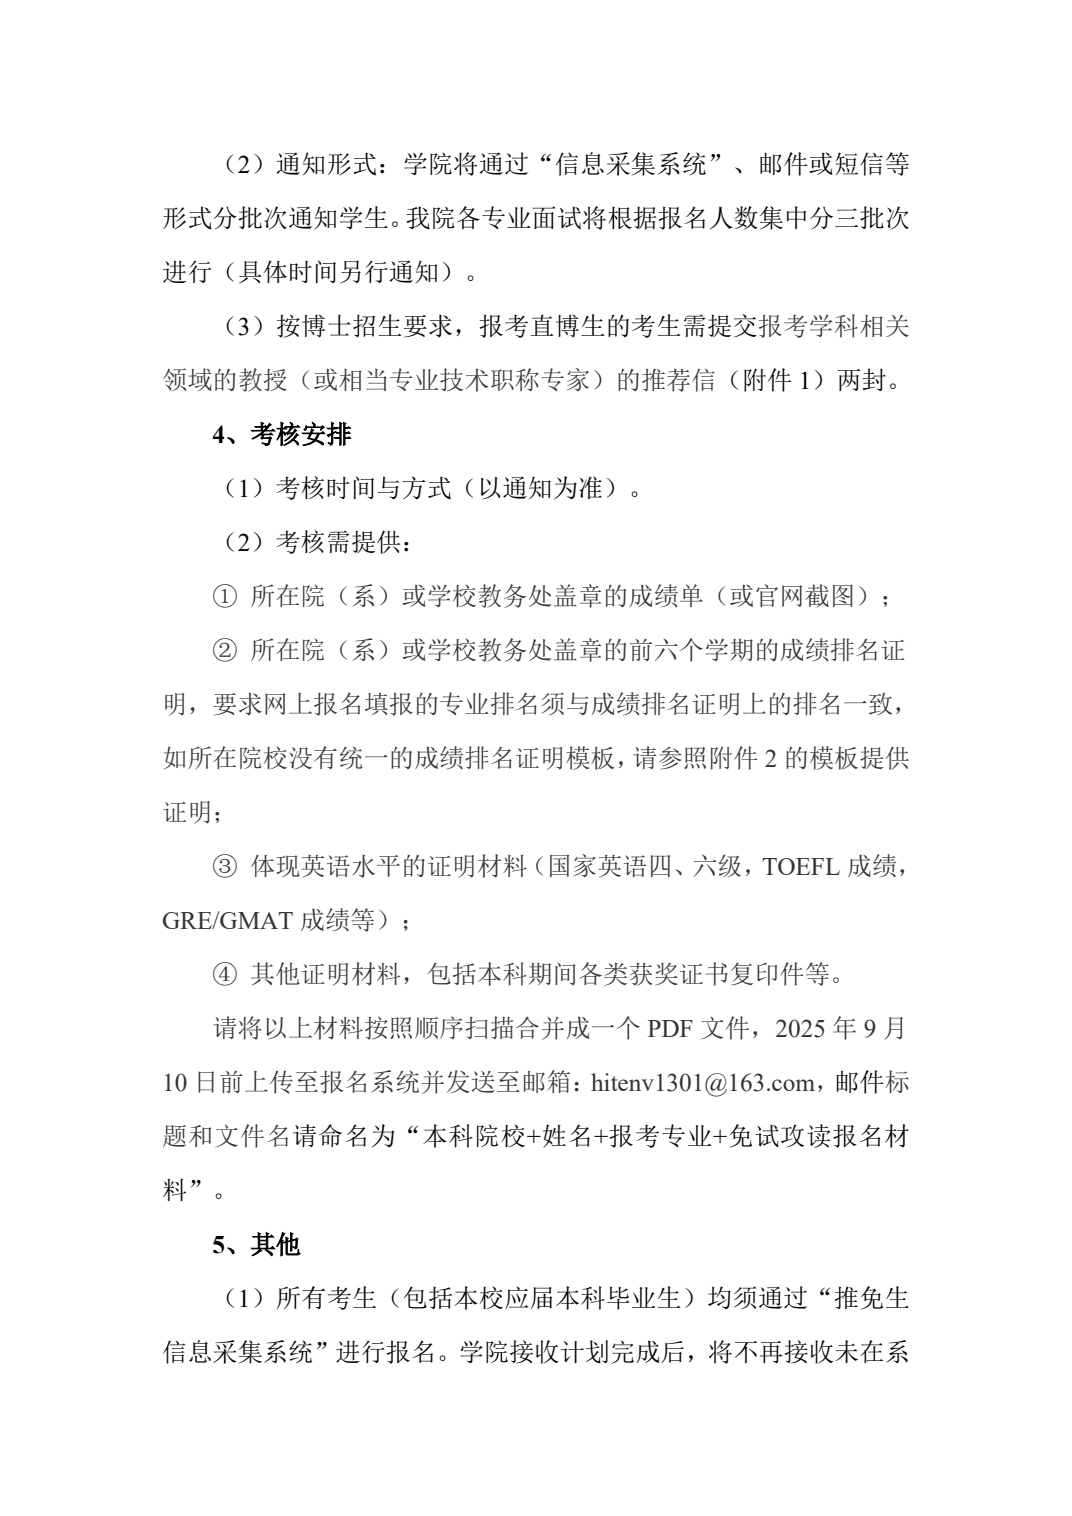 （2）通知形式：学院将通过“信息采集系统”、邮件或短信等
形式分批次通知学生。我院各专业面试将根据报名人数集中分三批次
进行（具体时间另行通知）。
（3）按博士招生要求，报考直博生的考生需提交报考学科相关
领域的教授（或相当专业技术职称专家）的推荐信（附件 1）两封。
4、考核安排
（1）考核时间与方式（以通知为准）。
（2）考核需提供：
① 所在院（系）或学校教务处盖章的成绩单（或官网截图）；
② 所在院（系）或学校教务处盖章的前六个学期的成绩排名证
明，要求网上报名填报的专业排名须与成绩排名证明上的排名一致，
如所在院校没有统一的成绩排名证明模板，请参照附件 2 的模板提供
证明；
③ 体现英语水平的证明材料（国家英语四、六级，TOEFL 成绩，
GRE/GMAT 成绩等）；
④ 其他证明材料，包括本科期间各类获奖证书复印件等。
请将以上材料按照顺序扫描合并成一个 PDF 文件，2025 年 9 月
10 日前上传至报名系统并发送至邮箱：hitenv1301@163.com，邮件标
题和文件名请命名为“本科院校+姓名+报考专业+免试攻读报名材
料”。
5、其他
（1）所有考生（包括本校应届本科毕业生）均须通过“推免生
信息采集系统”进行报名。学院接收计划完成后，将不再接收未在系